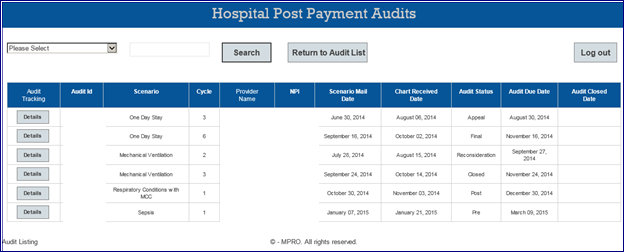 Hospital Post Payment Audits
Please Select
Search
Return to Audit List
Log out
Audit Tracking Audit Id Scenario Cycle Provider Name NPI Scenario Mail Date Chart Received Date Audit Status Audit Due Date Audit Closed Date
Details One Day Stay 3 June 30, 2014 August 06, 2014 Appeal August 30, 2014
Details One Day Stay 6 September 16, 2014 October 02, 2014 Final November 16, 2014
Details Mechanical Ventilation 2 July 28, 2014 August 15, 2014 Reconsideration September 27, 2014
Details Mechanical Ventilation 3 September 24, 2014 October 14, 2014 Closed November 24, 2014
Details Respiratory Conditions with MCC 1 October 30, 2014 November 03, 2014 Post December 30, 2014
Details Sepsis 1 January 07, 2015 January 21, 2015 Pre March 09, 2015
Audit Listing
© - MPRO. All rights reserved.